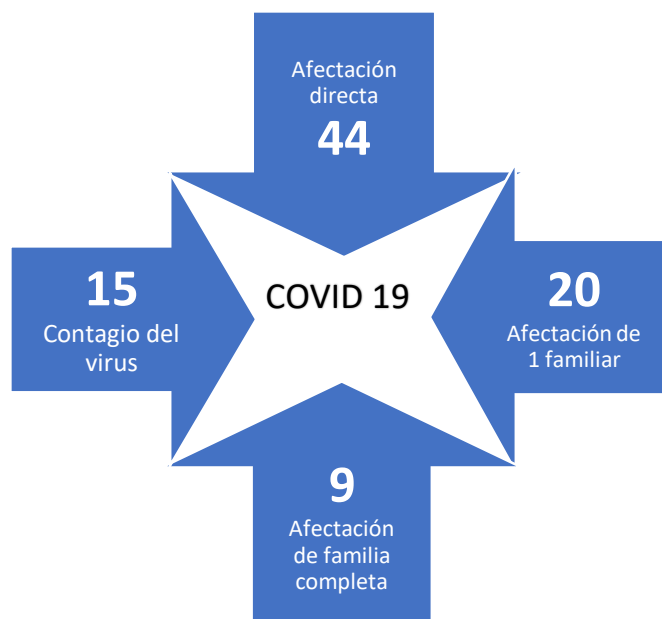 Afectación
directa
44
15
Contagio del
virus
COVID 19
20
Afectación de
1 familiar
9
Afectación
de familia
completa